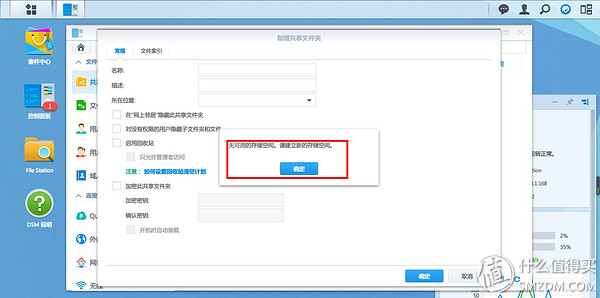 新增共享文件夹
常规
文件索引
名称:
描述:
所在位置:
在"网上邻居"隐藏此共享文件夹
对没有权限的用户隐藏子文件夹和文件
启用回收站
只允许管理者访问
注意： 如何设置回收站清空计划
加密此共享文件夹
加密密钥:
确认密钥:
开机时自动装载
无可用的存储空间。请建立新的存储空间。
确定
确定
取消
套件中心
控制面板
1
File Station
DSM 说明
文件
共
文件
用
用
连
Qu
外
网
无线
运转正常。
.1.168
2%
35%
50
值 什么值得买
SMZDM.COM